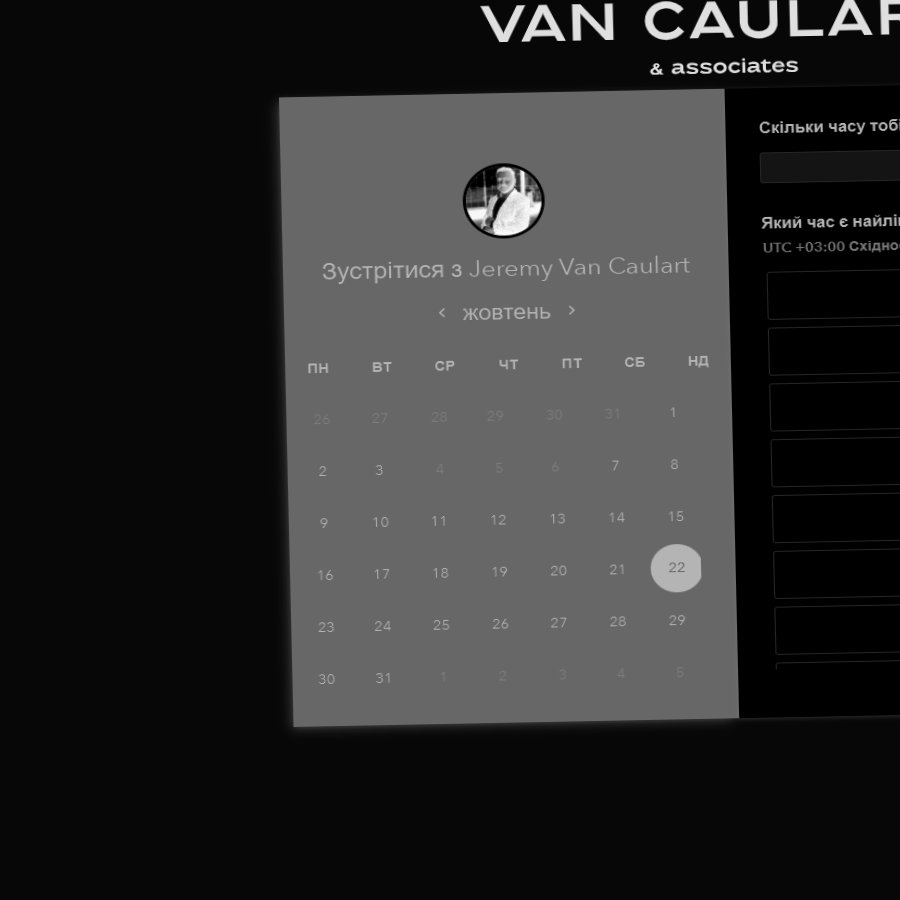 VAN CAULAR
& associates
Зустрітися з Jeremy Van Caulart
‹ жовтень ›
ПН ВТ СР ЧТ ПТ СБ НД
26 27 28 29 30 31 1
2 3 4 5 6 7 8
9 10 11 12 13 14 15
16 17 18 19 20 21 22
23 24 25 26 27 28 29
30 31 1 2 3 4 5
Скільки часу тобі
Який час є найлі
UTC +03:00 Східно